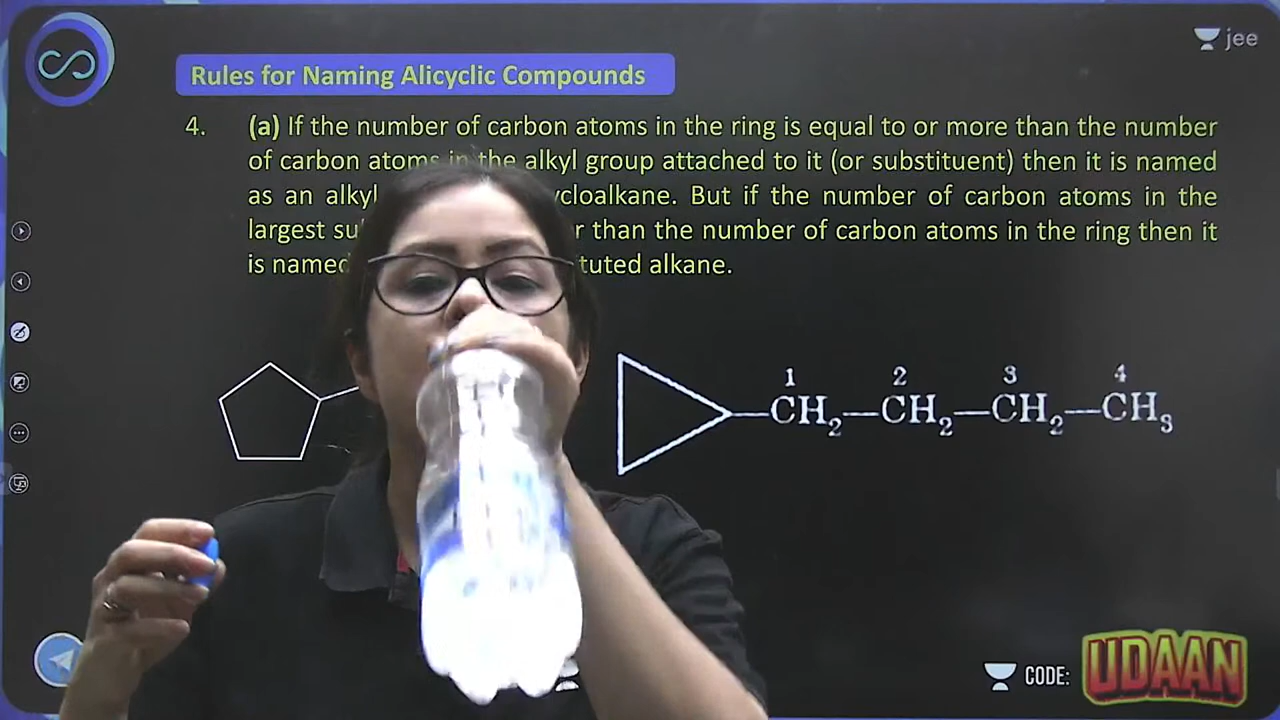 jee
Rules for Naming Alicyclic Compounds
4. (a) If the number of carbon atoms in the ring is equal to or more than the number
of carbon atoms in the alkyl group attached to it (or substituent) then it is named
as an alkyl cloalkane. But if the number of carbon atoms in the
largest than the number of carbon atoms in the ring then it
is named tuted alkane.
1 2 3 4
CH₂—CH₂—CH₂—CH₃
CODE: UDAAN